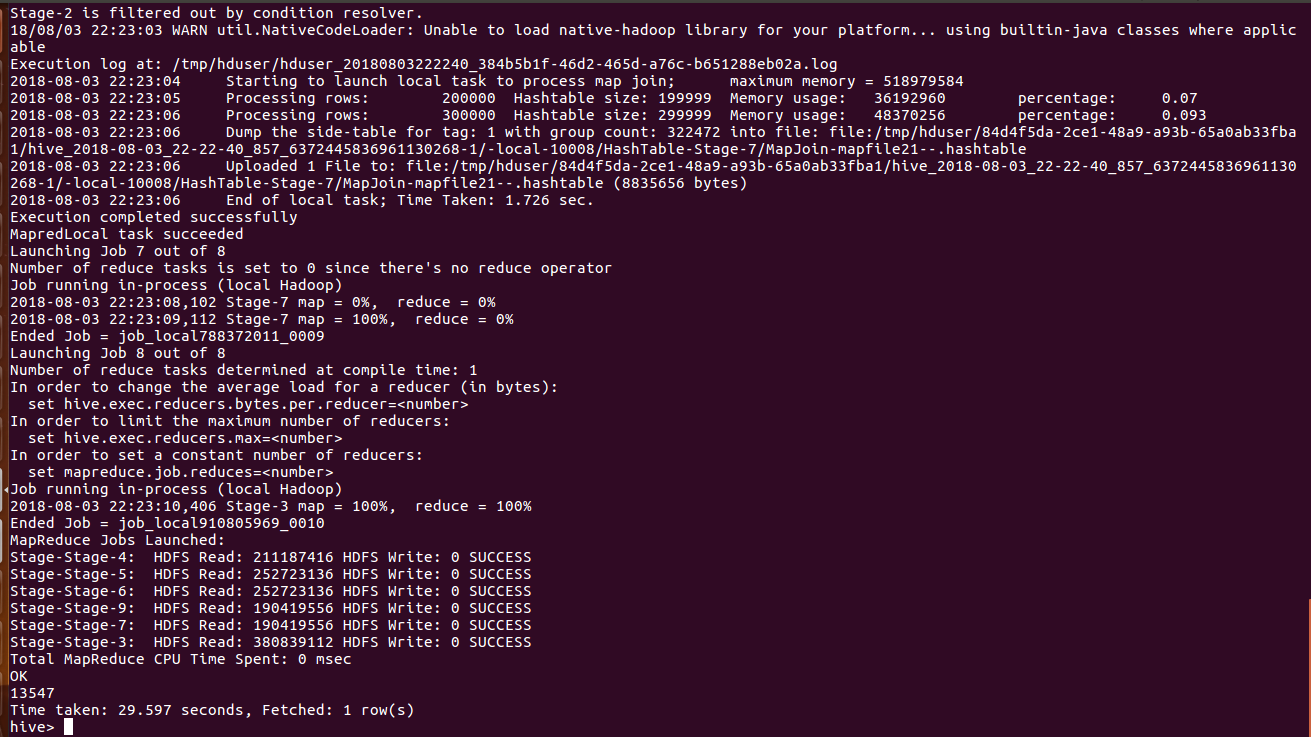 Stage-2 is filtered out by condition resolver.
18/08/03 22:23:03 WARN util.NativeCodeLoader: Unable to load native-hadoop library for your platform... using builtin-java classes where applic
able
Execution log at: /tmp/hduser/hduser_20180803222240_384b5b1f-46d2-465d-a76c-b651288eb02a.log
2018-08-03 22:23:04     Starting to launch local task to process map join;      maximum memory = 518979584
2018-08-03 22:23:05     Processing rows:        200000  Hashtable size: 199999  Memory usage:   36192960        percentage:     0.07
2018-08-03 22:23:06     Processing rows:        300000  Hashtable size: 299999  Memory usage:   48370256        percentage:     0.093
2018-08-03 22:23:06     Dump the side-table for tag: 1 with group count: 322472 into file: file:/tmp/hduser/84d4f5da-2ce1-48a9-a93b-65a0ab33fba
1/hive_2018-08-03_22-22-40_857_6372445836961130268-1/-local-10008/HashTable-Stage-7/MapJoin-mapfile21--.hashtable
2018-08-03 22:23:06     Uploaded 1 File to: file:/tmp/hduser/84d4f5da-2ce1-48a9-a93b-65a0ab33fba1/hive_2018-08-03_22-22-40_857_6372445836961130
268-1/-local-10008/HashTable-Stage-7/MapJoin-mapfile21--.hashtable (8835656 bytes)
2018-08-03 22:23:06     End of local task; Time Taken: 1.726 sec.
Execution completed successfully
MapredLocal task succeeded
Launching Job 7 out of 8
Number of reduce tasks is set to 0 since there's no reduce operator
Job running in-process (local Hadoop)
2018-08-03 22:23:08,102 Stage-7 map = 0%,  reduce = 0%
2018-08-03 22:23:09,112 Stage-7 map = 100%,  reduce = 0%
Ended Job = job_local788372011_0009
Launching Job 8 out of 8
Number of reduce tasks determined at compile time: 1
In order to change the average load for a reducer (in bytes):
  set hive.exec.reducers.bytes.per.reducer=<number>
In order to limit the maximum number of reducers:
  set hive.exec.reducers.max=<number>
In order to set a constant number of reducers:
  set mapreduce.job.reduces=<number>
Job running in-process (local Hadoop)
2018-08-03 22:23:10,406 Stage-3 map = 100%,  reduce = 100%
Ended Job = job_local910805969_0010
MapReduce Jobs Launched:
Stage-Stage-4:  HDFS Read: 211187416 HDFS Write: 0 SUCCESS
Stage-Stage-5:  HDFS Read: 252723136 HDFS Write: 0 SUCCESS
Stage-Stage-6:  HDFS Read: 252723136 HDFS Write: 0 SUCCESS
Stage-Stage-9:  HDFS Read: 190419556 HDFS Write: 0 SUCCESS
Stage-Stage-7:  HDFS Read: 190419556 HDFS Write: 0 SUCCESS
Stage-Stage-3:  HDFS Read: 380839112 HDFS Write: 0 SUCCESS
Total MapReduce CPU Time Spent: 0 msec
OK
13547
Time taken: 29.597 seconds, Fetched: 1 row(s)
hive>